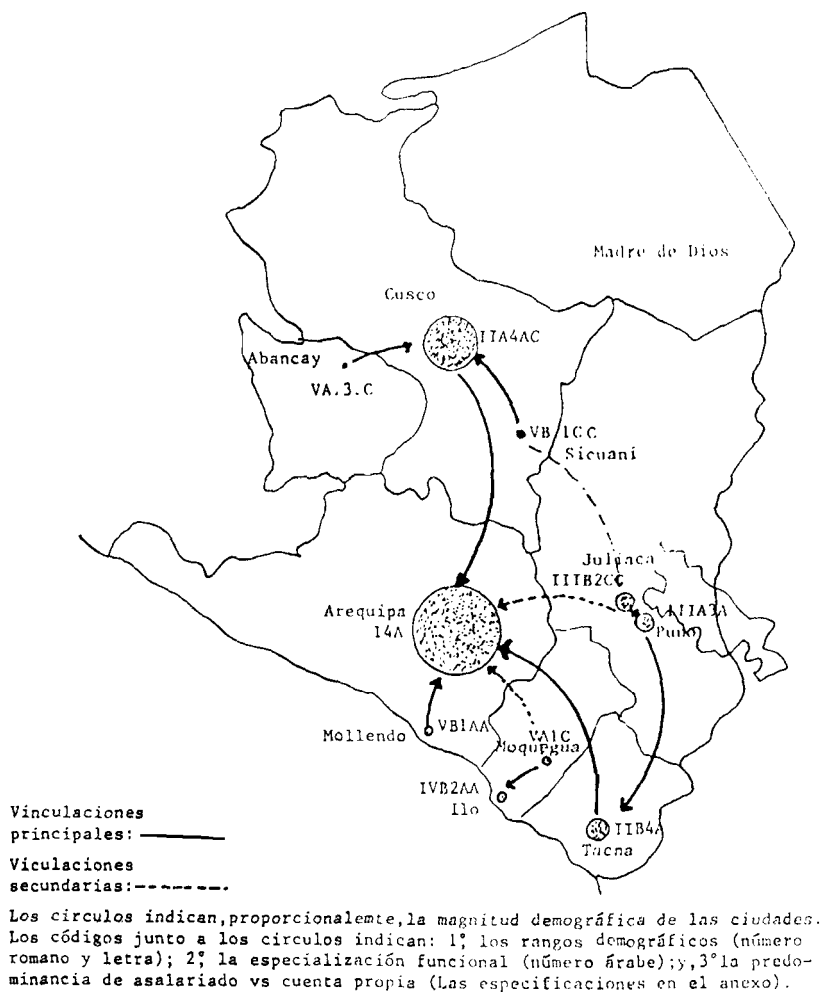 Madre de Dios
Cusco
IIA4AC
Abancay
VA.3.C
VB 1CC
Sicuani
Juliaca
IIIB2CC
IIIA3A
Puno
Arequipa
I4A
Mollendo
VB1AA
VA1C
Moquegua
IVB2AA
Ilo
IIB4A
Tacna
Vinculaciones
principales:
Viculaciones
secundarias:
Los circulos indican,proporcionalemte,la magnitud demográfica de las ciudades.
Los códigos junto a los circulos indican: 1°, los rangos demográficos (número
romano y letra); 2°, la especialización funcional (número árabe);y,3°la predo-
minancia de asalariado vs cuenta propia (Las especificaciones en el anexo).